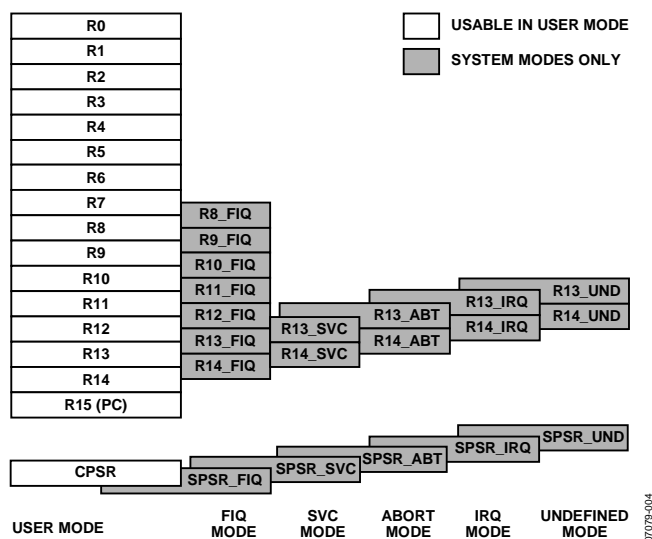 R0
R1
R2
R3
R4
R5
R6
R7
R8
R9
R10
R11
R12
R13
R14
R15 (PC)
USABLE IN USER MODE
SYSTEM MODES ONLY
R8_FIQ
R9_FIQ
R10_FIQ
R11_FIQ
R12_FIQ
R13_FIQ
R14_FIQ
R13_SVC
R14_SVC
R13_ABT
R14_ABT
R13_IRQ
R14_IRQ
R13_UND
R14_UND
CPSR
SPSR_FIQ
SPSR_SVC
SPSR_ABT
SPSR_IRQ
SPSR_UND
USER MODE
FIQ
MODE
SVC
MODE
ABORT
MODE
IRQ
MODE
UNDEFINED
MODE
07079-004